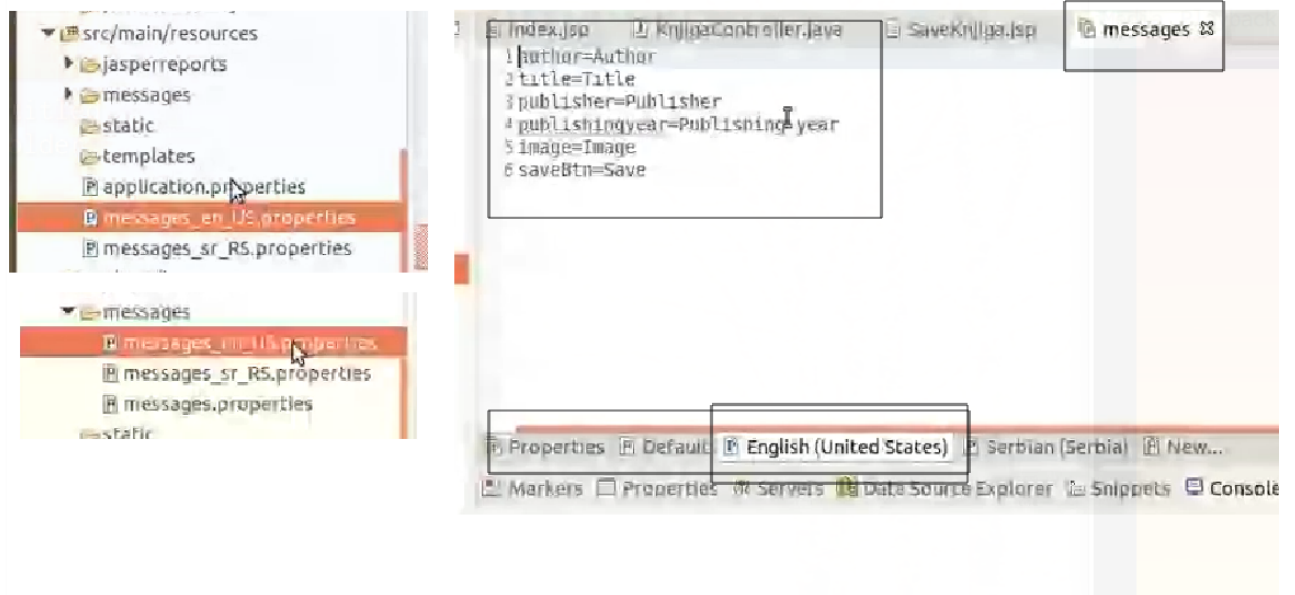 src/main/resources
jasperreports
messages
static
templates
application.properties
messages_en_US.properties
messages_sr_RS.properties
messages
messages_en_US.properties
messages_sr_RS.properties
messages.properties
static
index.jsp KnjigaController.java SaveKnjiga.jsp messages
1 author=Author
2 title=Title
3 publisher=Publisher
4 publishingyear=Publishing year
5 image=Image
6 saveBtn=Save
Properties Default English (United States) Serbian (Serbia) New...
Markers Properties Servers Data Source Explorer Snippets Console